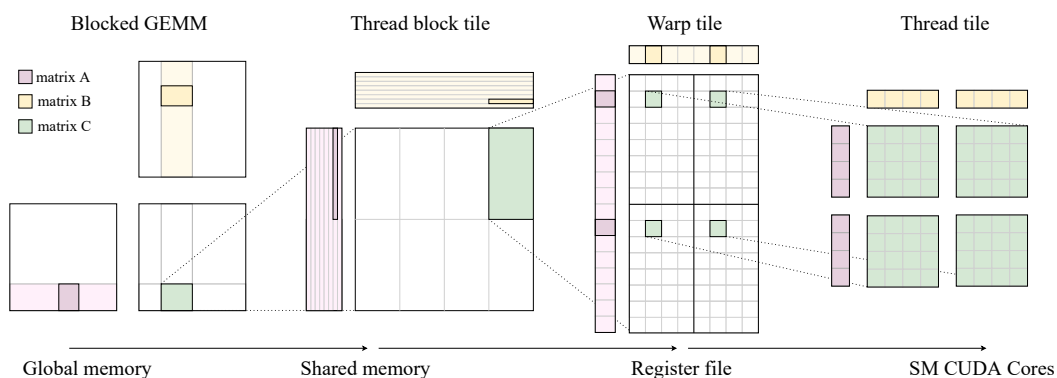 Blocked GEMM
Thread block tile
Warp tile
Thread tile
matrix A
matrix B
matrix C
Global memory
Shared memory
Register file
SM CUDA Cores